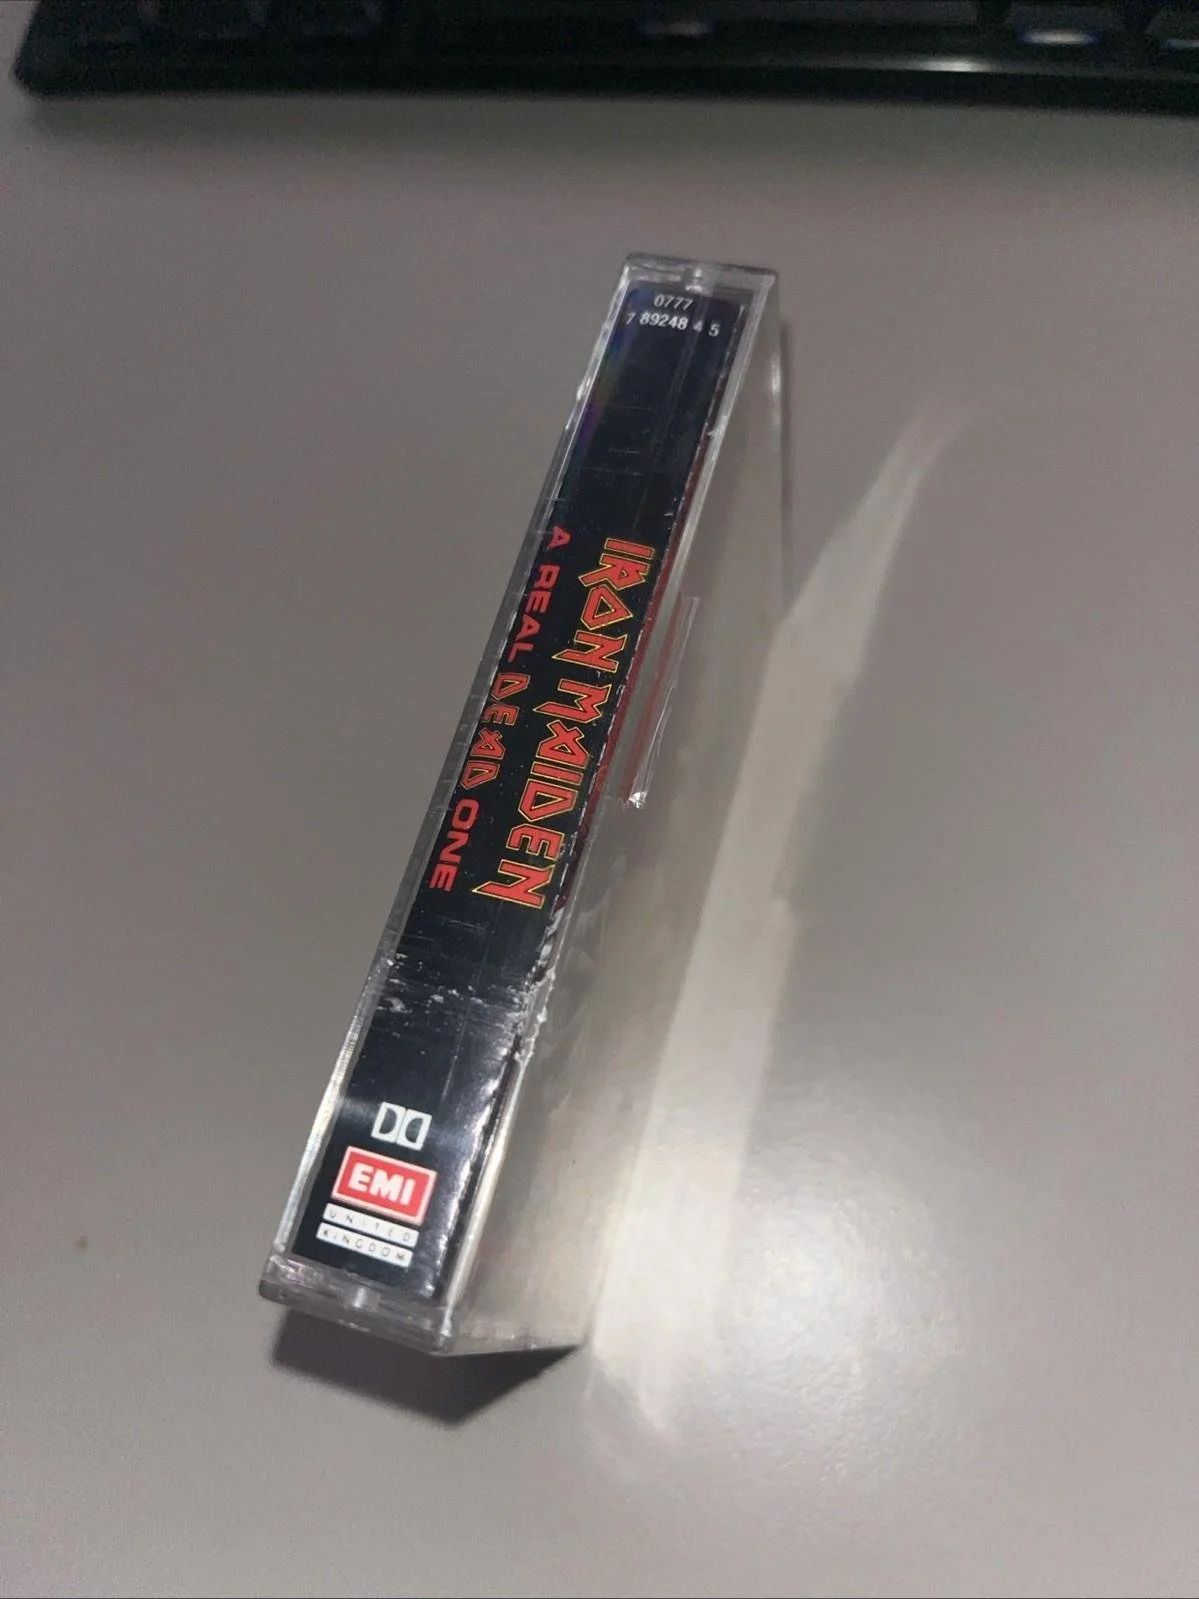 0777
7 89248 4 5
IRON MAIDEN
A REAL DEAD ONE
EMI
UNITED
KINGDOM